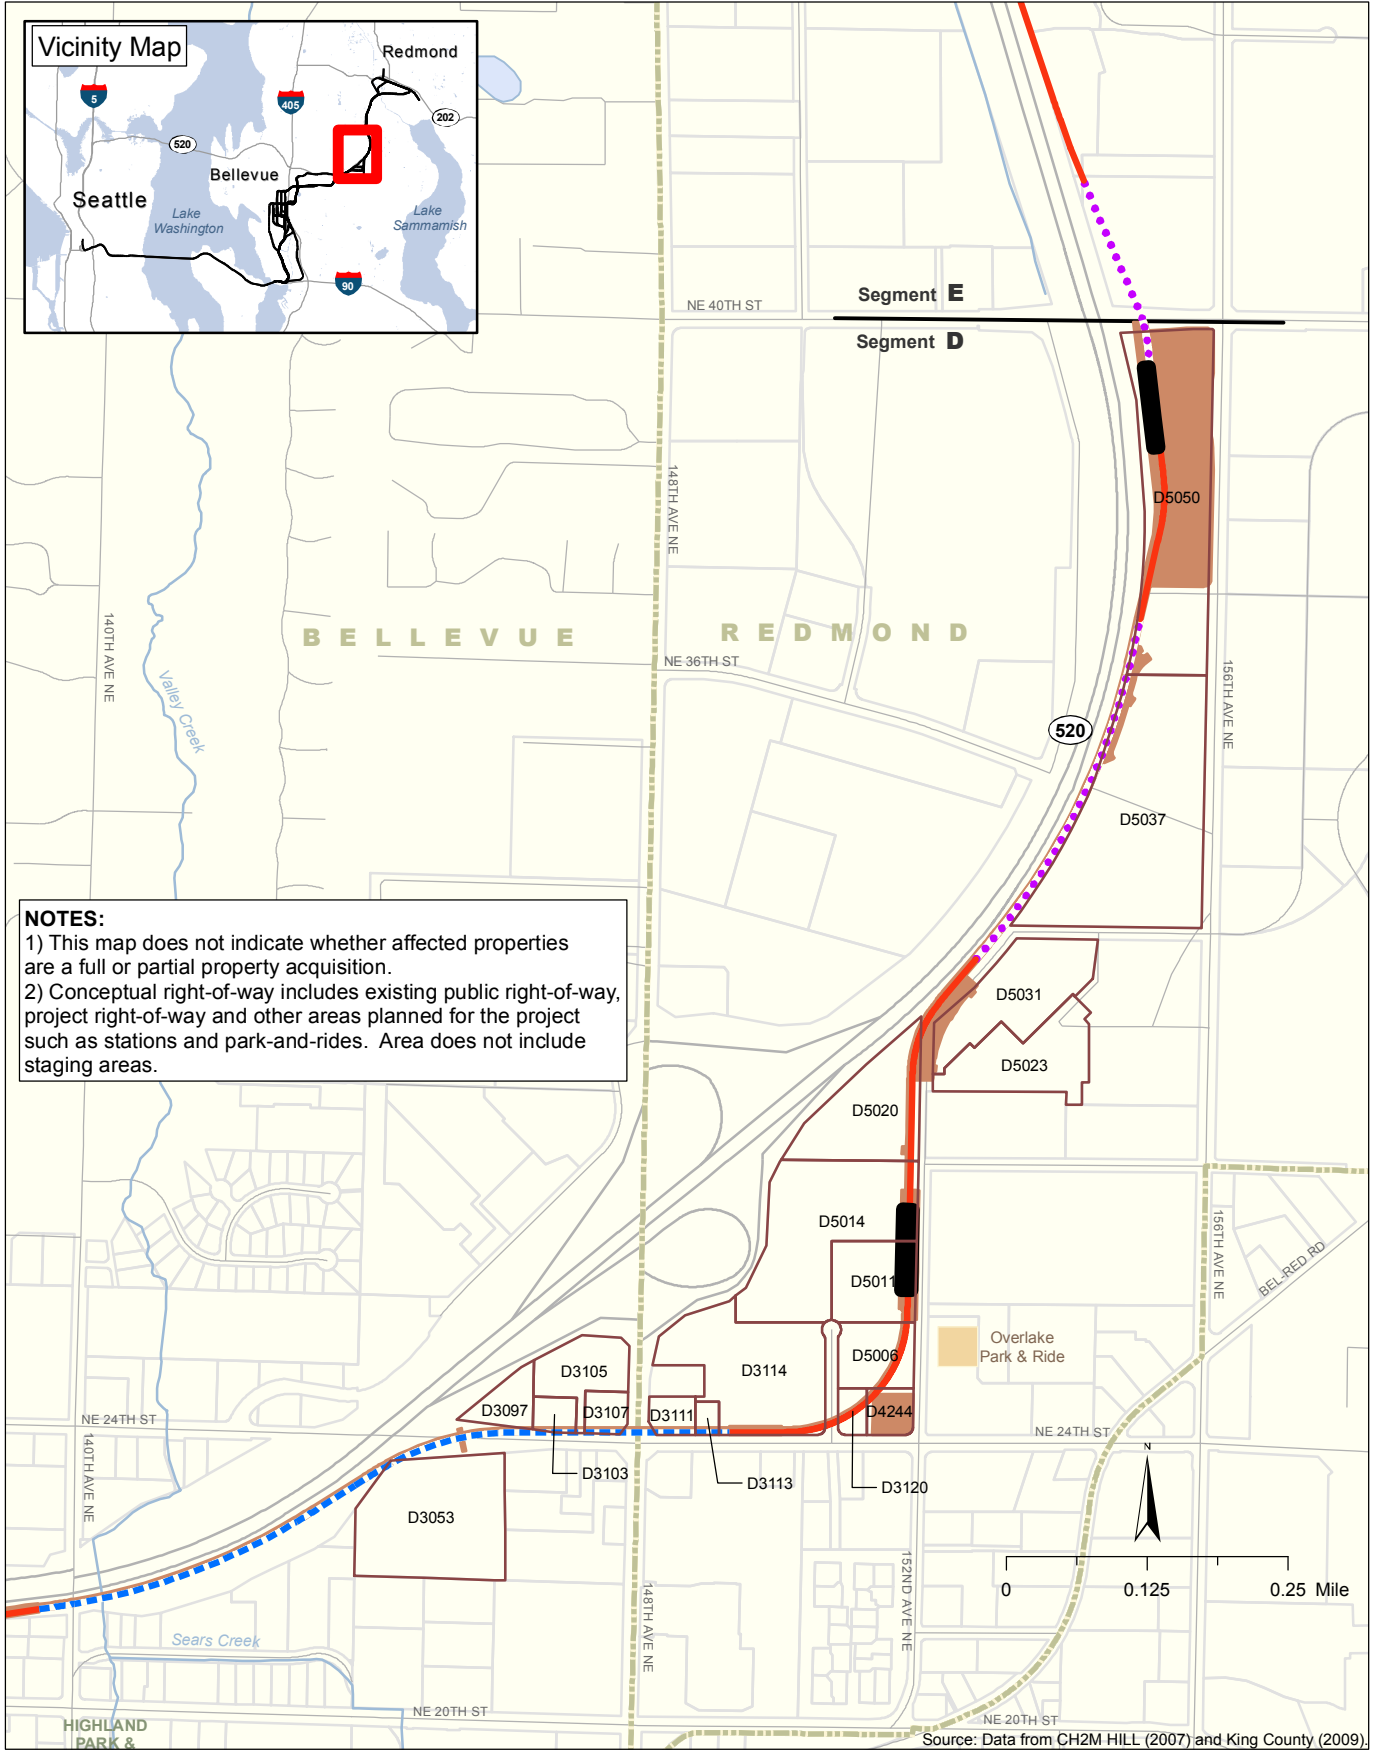 Vicinity Map
Redmond
5
405
202
520
Bellevue
Seattle
Lake
Washington
Lake
Sammamish
90
NE 40TH ST
Segment E
Segment D
148TH AVE NE
D5050
140TH AVE NE
BELLEVUE
REDMOND
Valley Creek
NE 36TH ST
156TH AVE NE
520
D5037
NOTES:
1) This map does not indicate whether affected properties
are a full or partial property acquisition.
2) Conceptual right-of-way includes existing public right-of-way,
project right-of-way and other areas planned for the project
such as stations and park-and-rides. Area does not include
staging areas.
D5031
D5023
D5020
D5014
156TH AVE NE
BEL-RED RD
D5011
Overlake
Park & Ride
D5006
D3105
D3114
D3097
D3107
D3111
D4244
NE 24TH ST
NE 24TH ST
140TH AVE NE
D3103
D3113
D3120
N
D3053
0
0.125
0.25 Mile
152ND AVE NE
148TH AVE NE
Sears Creek
NE 20TH ST
NE 20TH ST
HIGHLAND
PARK &
Source: Data from CH2M HILL (2007) and King County (2009).